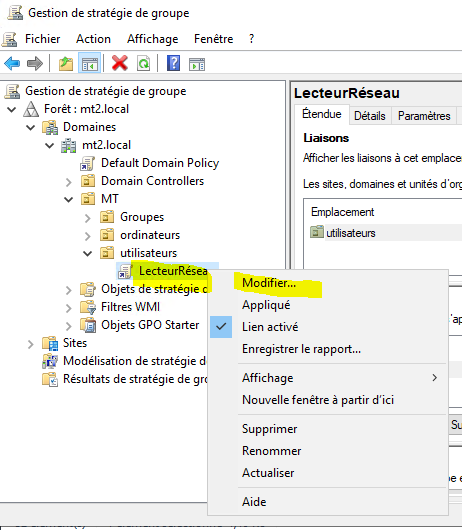 Gestion de stratégie de groupe
Fichier Action Affichage Fenêtre ?
Gestion de stratégie de groupe
Forêt : mt2.local
Domaines
mt2.local
Default Domain Policy
Domain Controllers
MT
Groupes
ordinateurs
utilisateurs
LecteurRésea
Objets de stratégie d
Filtres WMI
Objets GPO Starter
Sites
Modélisation de stratégie de
Résultats de stratégie de gro
LecteurRéseau
Étendue Détails Paramètres
Liaisons
Afficher les liaisons à cet emplace
Les sites, domaines et unités d'org
Emplacement
utilisateurs
Modifier...
Appliqué
Lien activé
Enregistrer le rapport...
Affichage
Nouvelle fenêtre à partir d'ici
Supprimer
Renommer
Actualiser
Aide
Su